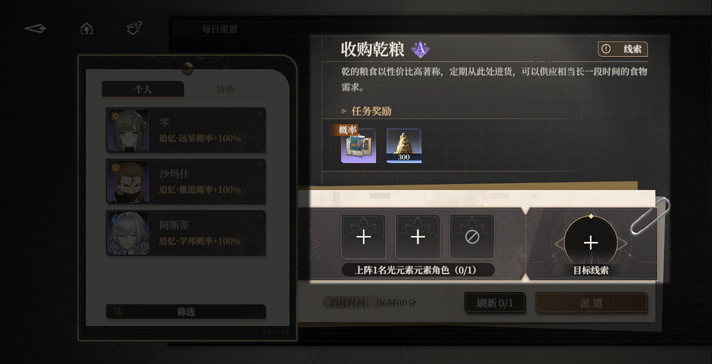 每日重置
收购乾粮
A
线索
乾的粮食以性价比高著称，定期从此处进货，可以供应相当长一段时间的食物
需求。
任务奖励
概率
300
个人
协助
零
追忆·远星概率+100%
沙玛什
追忆·雅道概率+100%
阿斯蒂
追忆·学邦概率+100%
筛选
上阵1名光元素元素角色（0/1）
目标线索
消耗时间：06时00分
刷新0/1
派遣